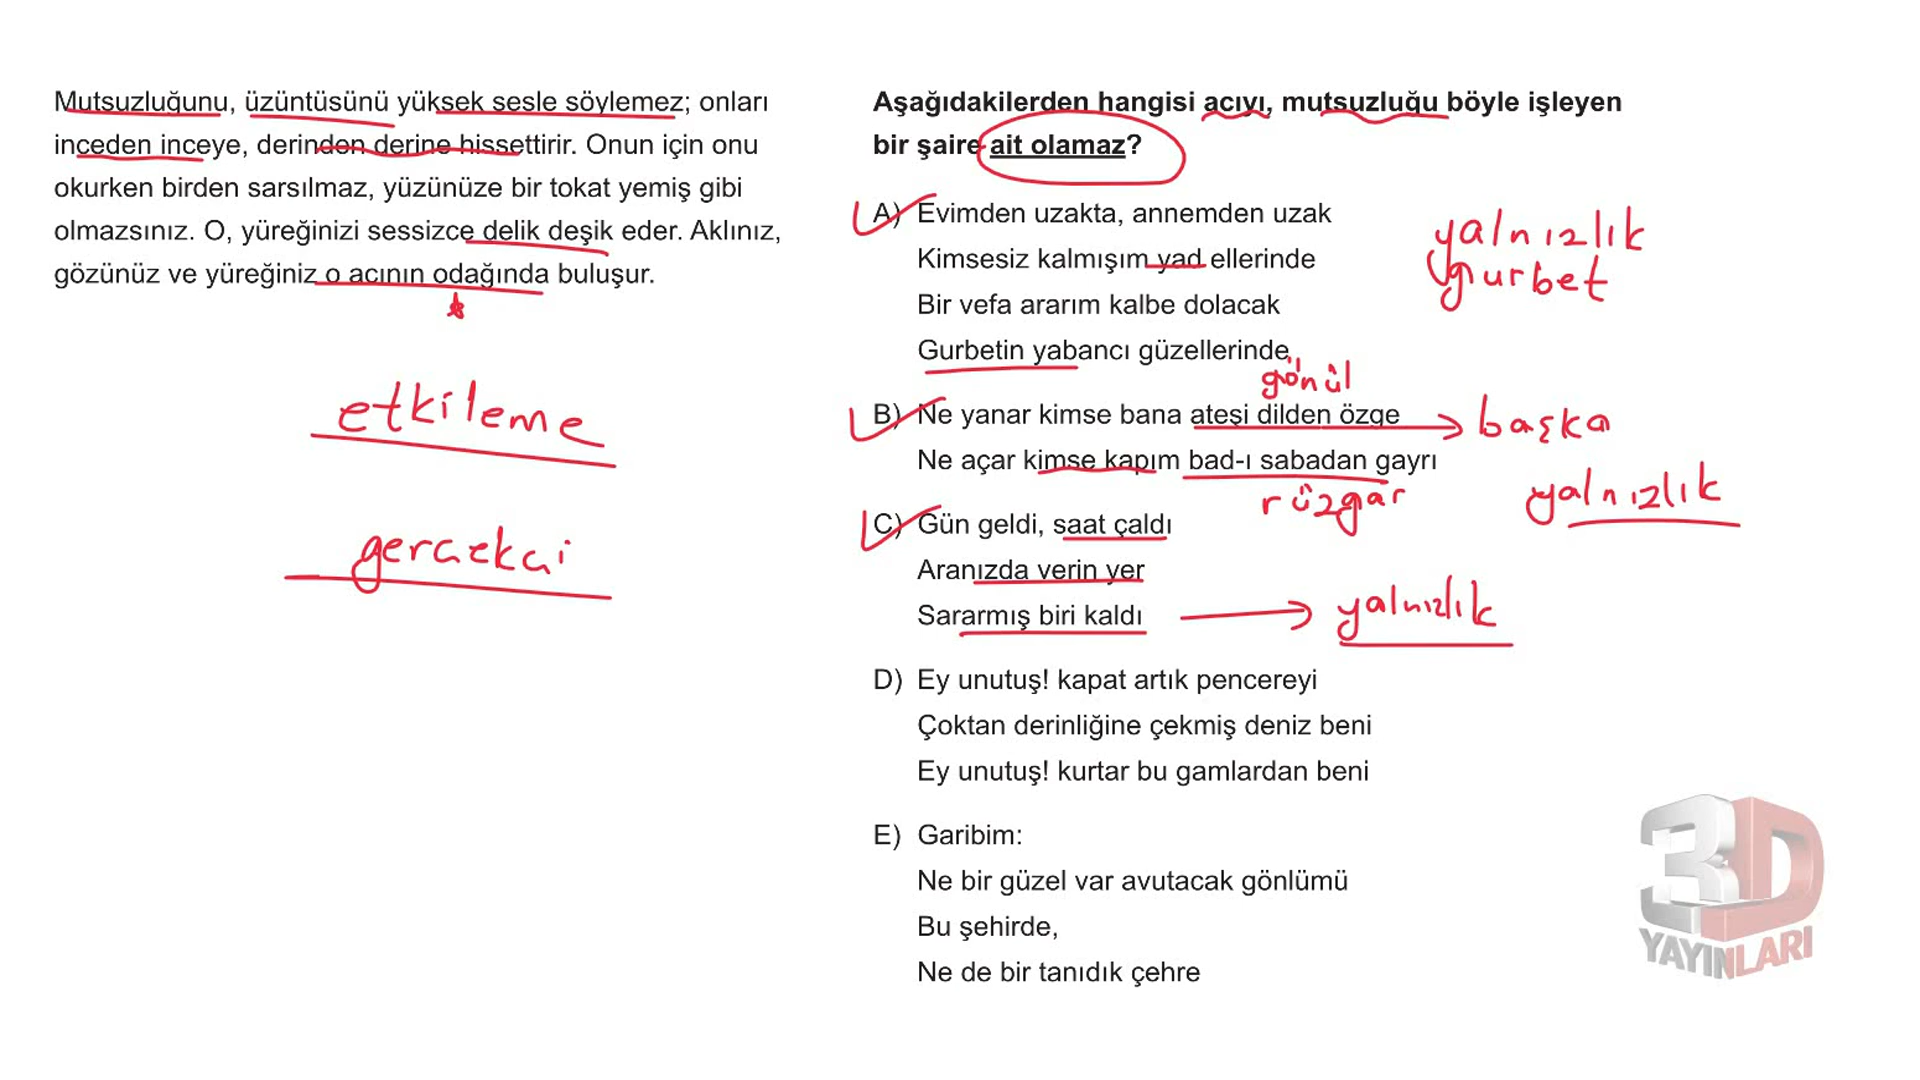 Mutsuzluğunu, üzüntüsünü yüksek sesle söylemez; onları
inceden inceye, derinden derine hissettirir. Onun için onu
okurken birden sarsılmaz, yüzünüze bir tokat yemiş gibi
olmazsınız. O, yüreğinizi sessizce delik deşik eder. Aklınız,
gözünüz ve yüreğiniz o acının odağında buluşur.
etkileme
gerçekçi
Aşağıdakilerden hangisi acıyı, mutsuzluğu böyle işleyen
bir şaire ait olamaz?
A) Evimden uzakta, annemden uzak
Kimsesiz kalmışım yad ellerinde
Bir vefa ararım kalbe dolacak
Gurbetin yabancı güzellerinde
yalnızlık
gurbet
gönül
B) Ne yanar kimse bana ateşi dilden özge
başka
Ne açar kimse kapım bad-ı sabadan gayrı
rüzgar
yalnızlık
C) Gün geldi, saat çaldı
Aranızda verin yer
Sararmış biri kaldı
yalnızlık
D) Ey unutuş! kapat artık pencereyi
Çoktan derinliğine çekmiş deniz beni
Ey unutuş! kurtar bu gamlardan beni
E) Garibim:
Ne bir güzel var avutacak gönlümü
Bu şehirde,
Ne de bir tanıdık çehre
3D
YAYINLARI